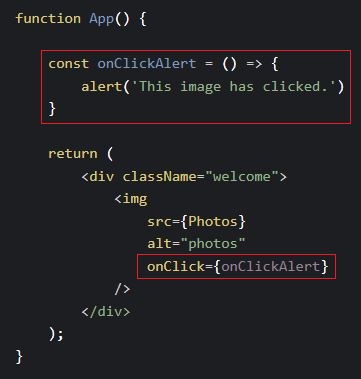 function App() {
const onClickAlert = () => {
alert('This image has clicked.')
}
return (
<div className="welcome">
<img
src={Photos}
alt="photos"
onClick={onClickAlert}
/>
</div>
);
}